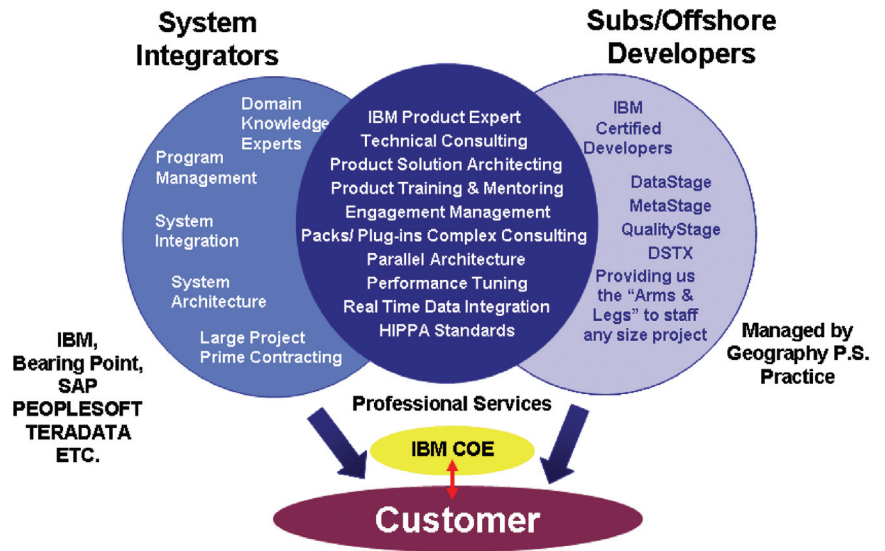 System
Integrators
Subs/Offshore
Developers
Domain
Knowledge
Experts
Program
Management
System
Integration
System
Architecture
Large Project
Prime Contracting
IBM Product Expert
Technical Consulting
Product Solution Architecting
Product Training & Mentoring
Engagement Management
Packs/ Plug-ins Complex Consulting
Parallel Architecture
Performance Tuning
Real Time Data Integration
HIPPA Standards
IBM
Certified
Developers
DataStage
MetaStage
QualityStage
DSTX
Providing us
the “Arms &
Legs” to staff
any size project
IBM,
Bearing Point,
SAP
PEOPLESOFT
TERADATA
ETC.
Managed by
Geography P.S.
Practice
Professional Services
IBM COE
Customer